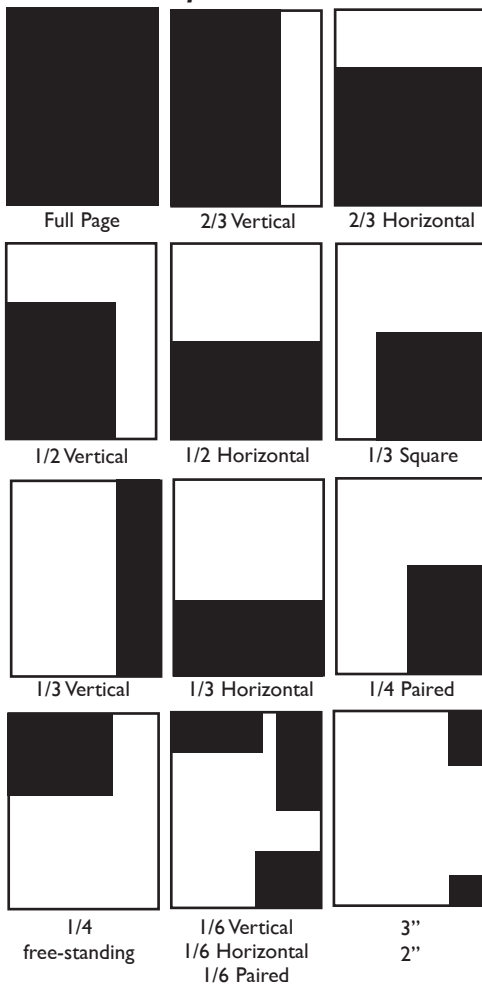 Full Page
2/3 Vertical
2/3 Horizontal
1/2 Vertical
1/2 Horizontal
1/3 Square
1/3 Vertical
1/3 Horizontal
1/4 Paired
1/4
free-standing
1/6 Vertical
1/6 Horizontal
1/6 Paired
3”
2”